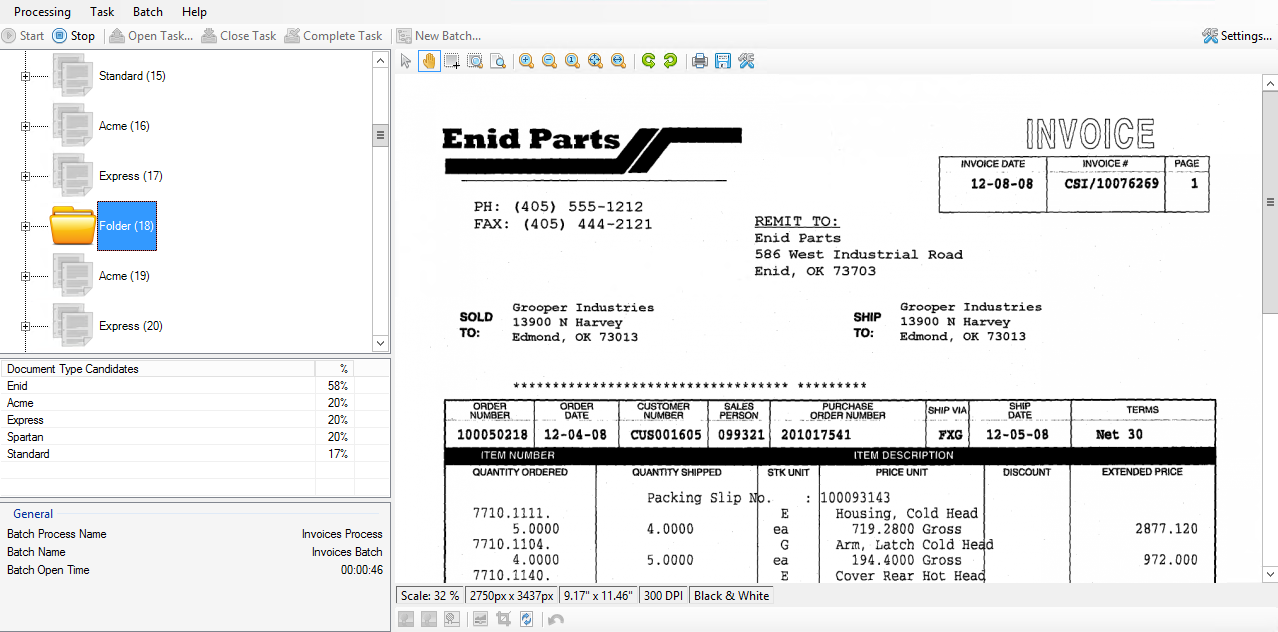 Processing Task Batch Help
Start Stop Open Task... Close Task Complete Task New Batch... Settings...
Standard (15)
Acme (16)
Express (17)
Folder (18)
Acme (19)
Express (20)
Document Type Candidates %
Enid 58%
Acme 20%
Express 20%
Spartan 20%
Standard 17%
General
Batch Process Name Invoices Process
Batch Name Invoices Batch
Batch Open Time 00:00:46
Enid Parts
INVOICE
INVOICE DATE INVOICE # PAGE
12-08-08 CSI/10076269 1
PH: (405) 555-1212
FAX: (405) 444-2121
REMIT TO:
Enid Parts
586 West Industrial Road
Enid, OK 73703
SOLD TO:
Grooper Industries
13900 N Harvey
Edmond, OK 73013
SHIP TO:
Grooper Industries
13900 N Harvey
Edmond, OK 73013
*********************************** *********
ORDER NUMBER ORDER DATE CUSTOMER NUMBER SALES PERSON PURCHASE ORDER NUMBER SHIP VIA SHIP DATE TERMS
100050218 12-04-08 CUS001605 099321 201017541 FXG 12-05-08 Net 30
ITEM NUMBER ITEM DESCRIPTION
QUANTITY ORDERED QUANTITY SHIPPED STK UNIT PRICE UNIT DISCOUNT EXTENDED PRICE
Packing Slip No. : 100093143
7710.1111. E Housing, Cold Head
5.0000 4.0000 ea 719.2800 Gross 2877.120
7710.1104. G Arm, Latch Cold Head
4.0000 5.0000 ea 194.4000 Gross 972.000
7710.1140. E Cover Rear Hot Head
Scale: 32 % 2750px x 3437px 9.17" x 11.46" 300 DPI Black & White